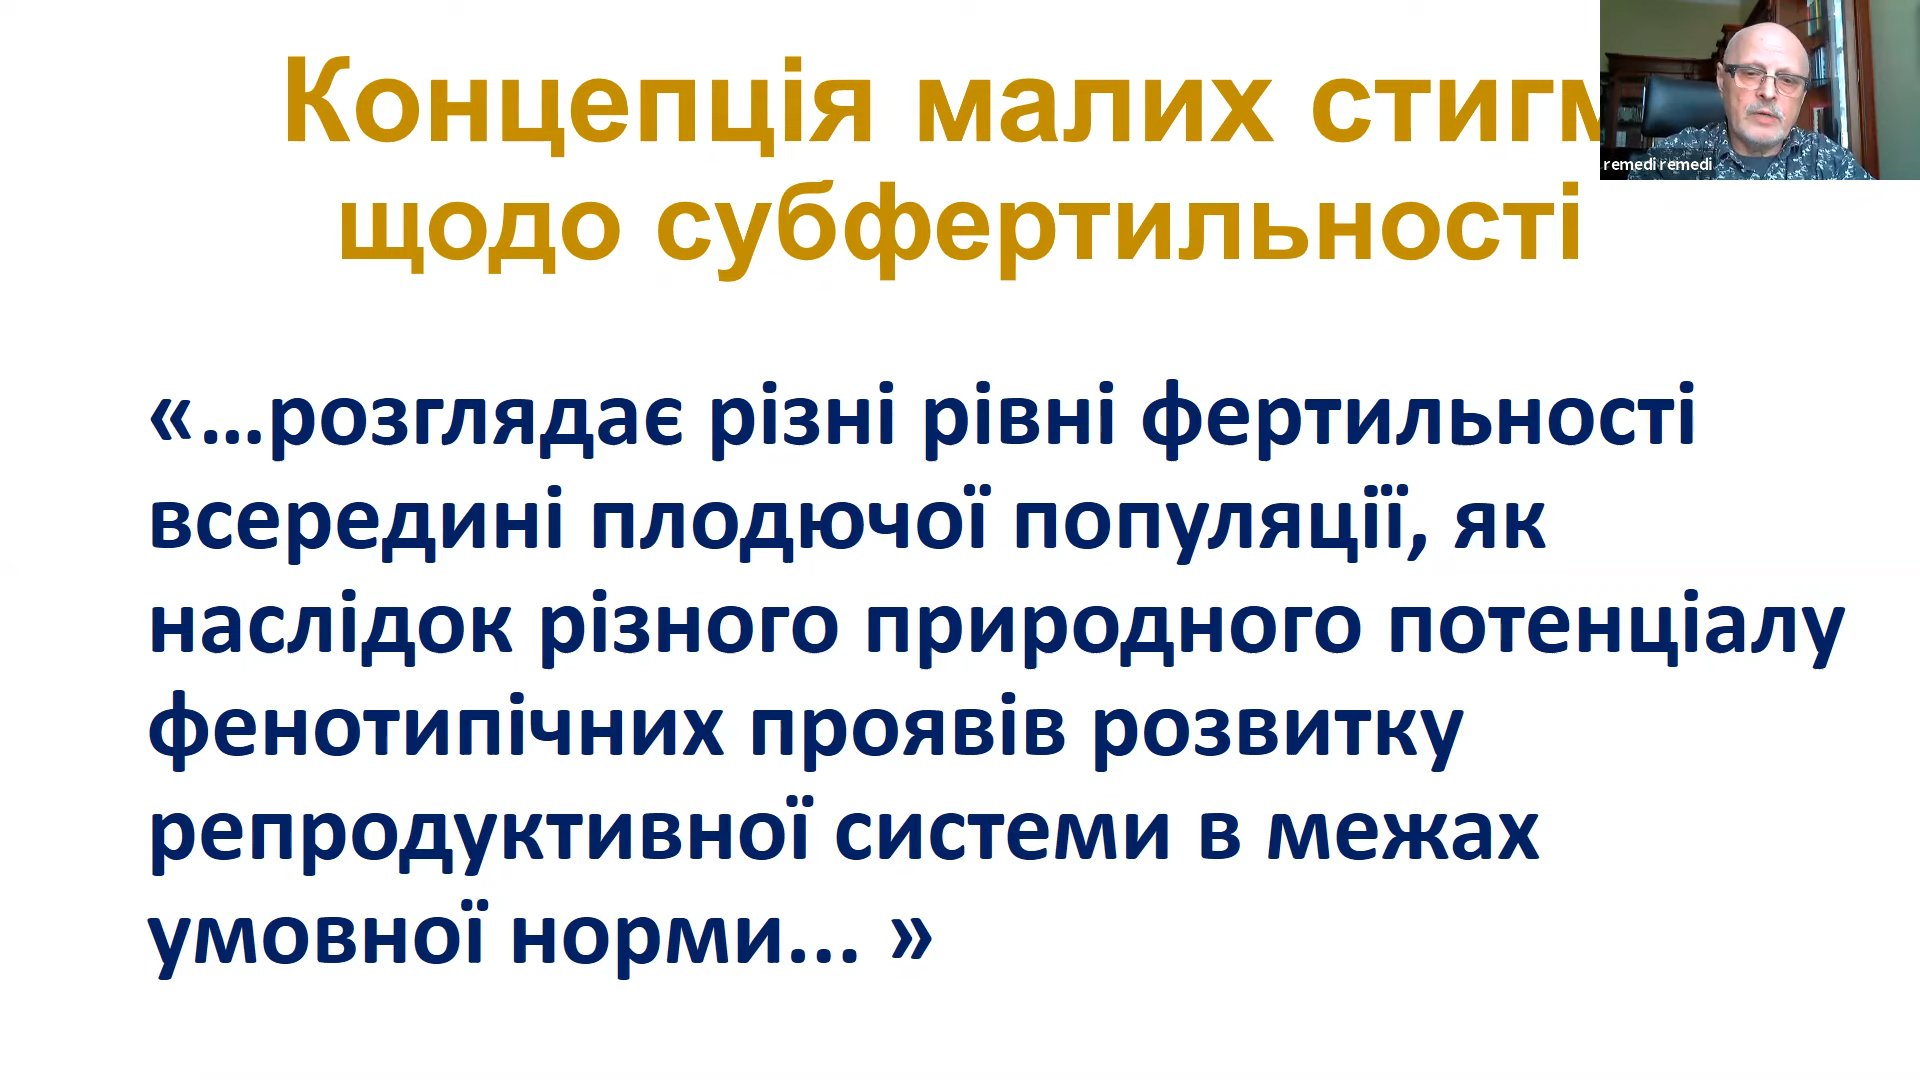 Концепція малих стигм
щодо субфертильності
remedi remedi
«...розглядає різні рівні фертильності
всередині плодючої популяції, як
наслідок різного природного потенціалу
фенотипічних проявів розвитку
репродуктивної системи в межах
умовної норми... »